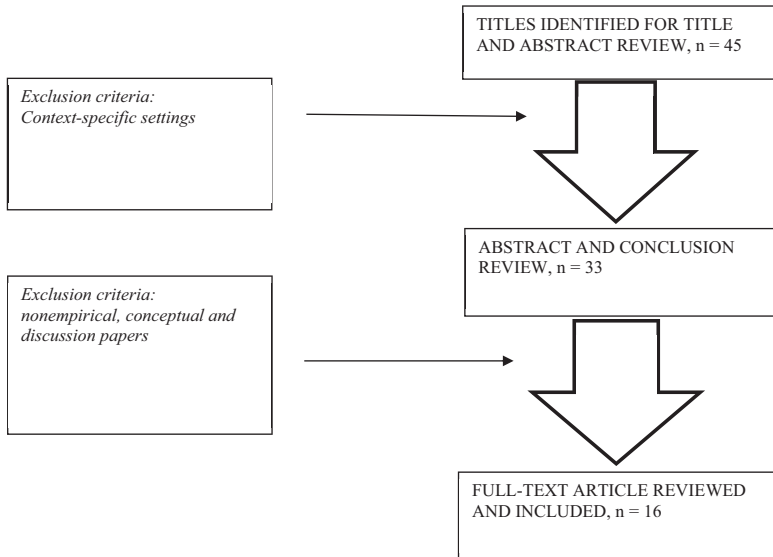 TITLES IDENTIFIED FOR TITLE
AND ABSTRACT REVIEW, n = 45
Exclusion criteria:
Context-specific settings
ABSTRACT AND CONCLUSION
REVIEW, n = 33
Exclusion criteria:
nonempirical, conceptual and
discussion papers
FULL-TEXT ARTICLE REVIEWED
AND INCLUDED, n = 16